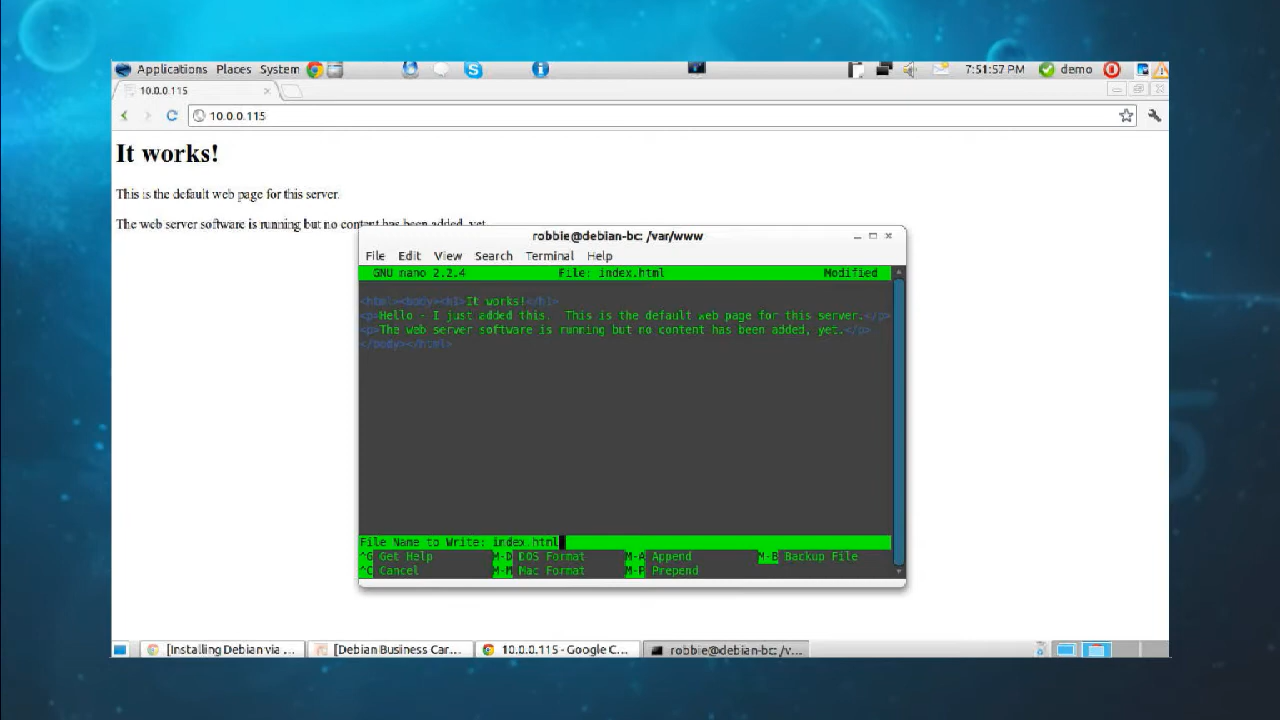 Applications Places System 7:51:57 PM demo
10.0.0.115
10.0.0.115
It works!
This is the default web page for this server.
The web server software is running but no content has been added, yet.
robbie@debian-bc: /var/www
File Edit View Search Terminal Help
GNU nano 2.2.4 File: index.html Modified
<html><body><h1>It works!</h1>
<p>Hello - I just added this.  This is the default web page for this server.</p>
<p>The web server software is running but no content has been added, yet.</p>
</body></html>
File Name to Write: index.html
^G Get Help M-D DOS Format M-A Append M-B Backup File
^C Cancel M-M Mac Format M-P Prepend
[Installing Debian via ... [Debian Business Car... 10.0.0.115 - Google C... robbie@debian-bc: /v...